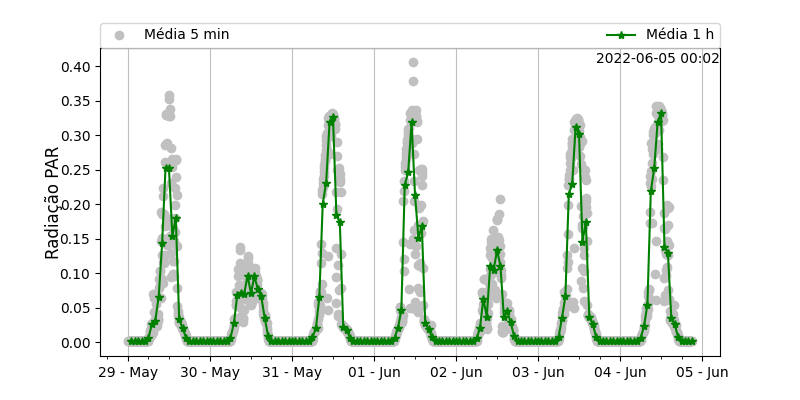 Média 5 min
Média 1 h
2022-06-05 00:02
Radiação PAR
0.40
0.35
0.30
0.25
0.20
0.15
0.10
0.05
0.00
29 - May
30 - May
31 - May
01 - Jun
02 - Jun
03 - Jun
04 - Jun
05 - Jun